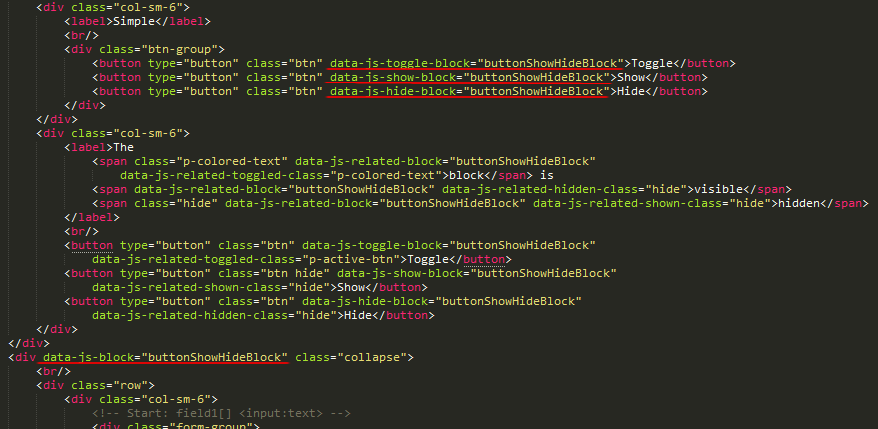 <div class="col-sm-6">
<label>Simple</label>
<br/>
<div class="btn-group">
<button type="button" class="btn" data-js-toggle-block="buttonShowHideBlock">Toggle</button>
<button type="button" class="btn" data-js-show-block="buttonShowHideBlock">Show</button>
<button type="button" class="btn" data-js-hide-block="buttonShowHideBlock">Hide</button>
</div>
</div>
<div class="col-sm-6">
<label>The
<span class="p-colored-text" data-js-related-block="buttonShowHideBlock"
data-js-related-toggled-class="p-colored-text">block</span> is
<span data-js-related-block="buttonShowHideBlock" data-js-related-hidden-class="hide">visible</span>
<span class="hide" data-js-related-block="buttonShowHideBlock" data-js-related-shown-class="hide">hidden</span>
</label>
<br/>
<button type="button" class="btn" data-js-toggle-block="buttonShowHideBlock"
data-js-related-toggled-class="p-active-btn">Toggle</button>
<button type="button" class="btn hide" data-js-show-block="buttonShowHideBlock"
data-js-related-shown-class="hide">Show</button>
<button type="button" class="btn" data-js-hide-block="buttonShowHideBlock"
data-js-related-hidden-class="hide">Hide</button>
</div>
</div>
<div data-js-block="buttonShowHideBlock" class="collapse">
<br/>
<div class="row">
<div class="col-sm-6">
<!-- Start: field1[] <input:text> -->
<div class="form-group">